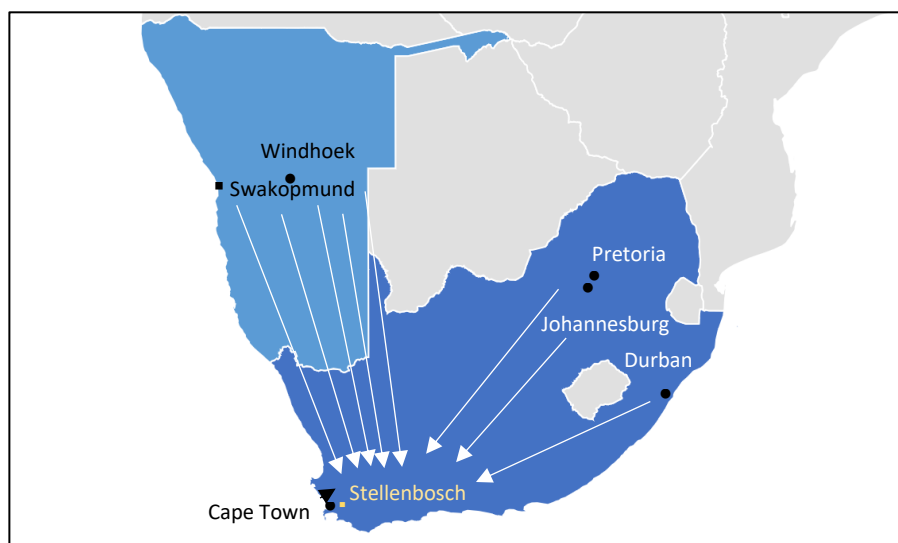 Windhoek
Swakopmund
Pretoria
Johannesburg
Durban
Stellenbosch
Cape Town